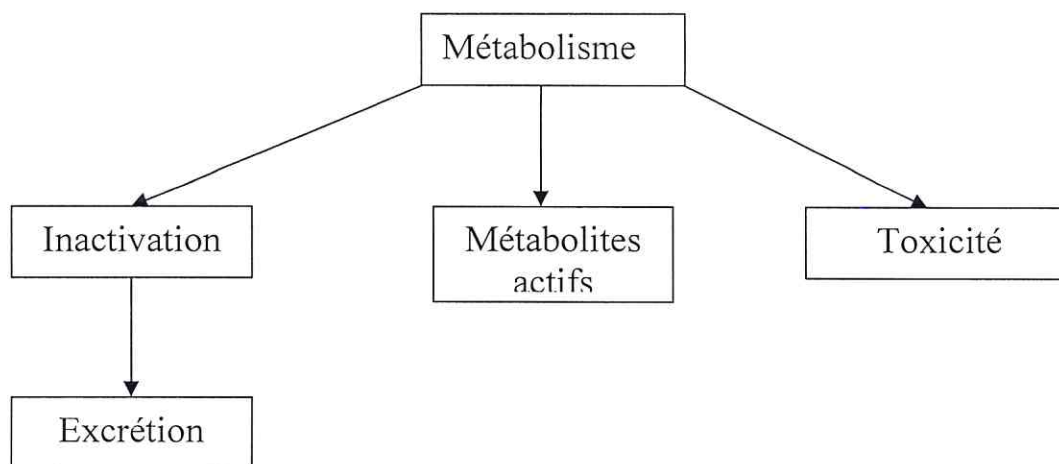 Métabolisme
Inactivation
Métabolites
actifs
Toxicité
Excrétion